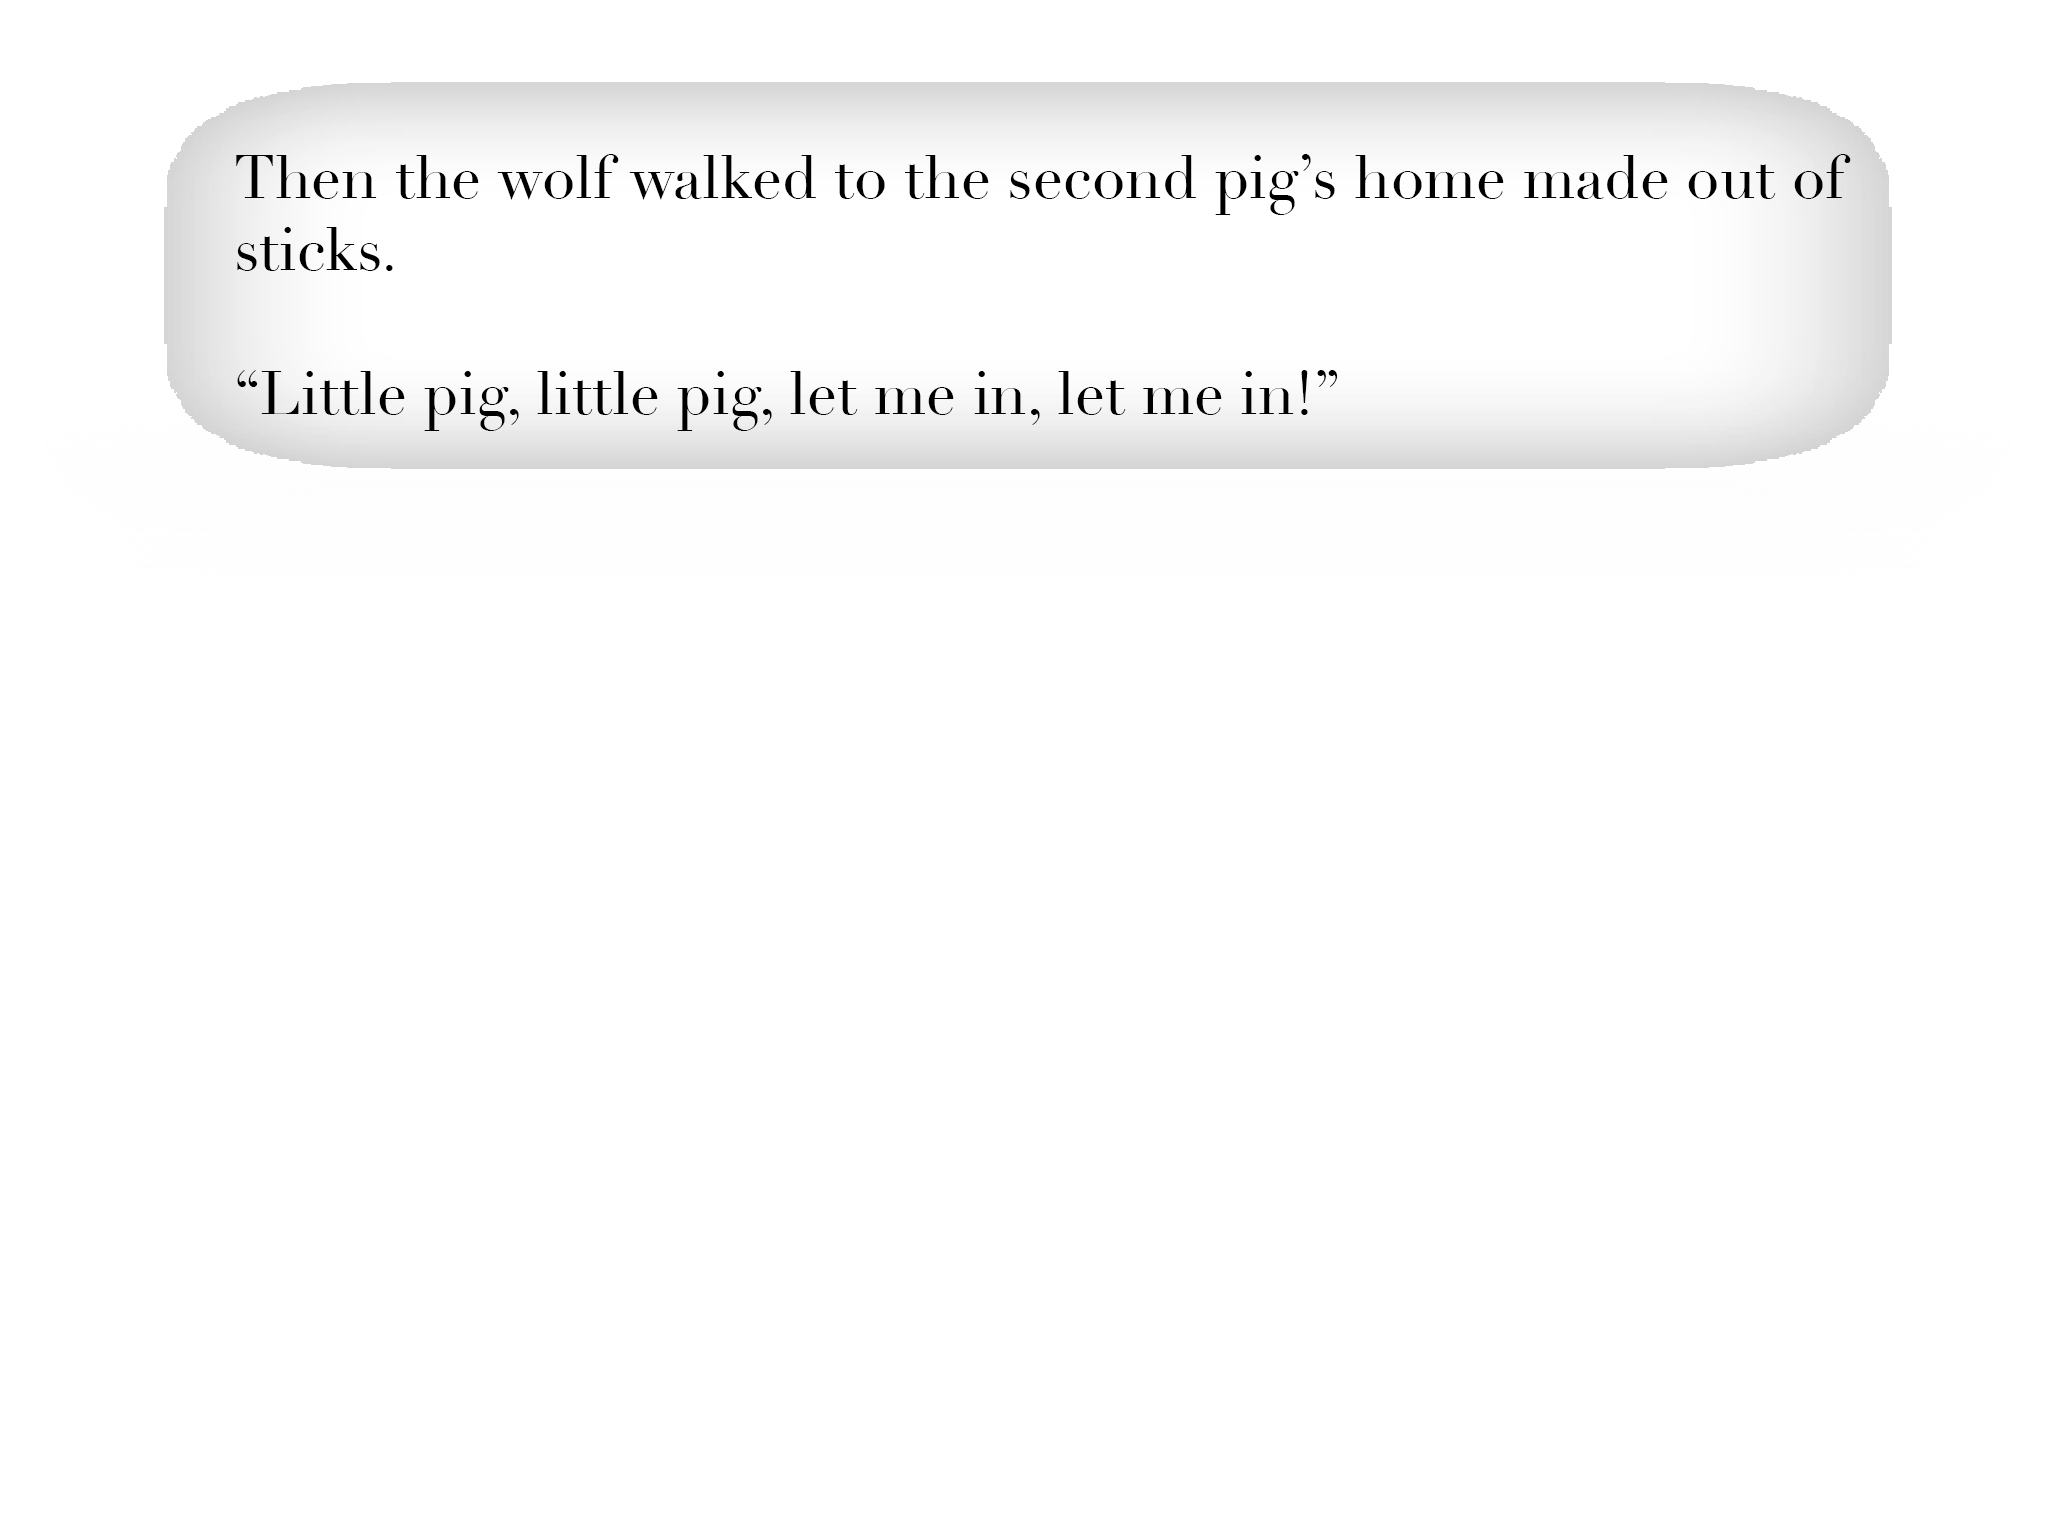 Then the wolf walked to the second pig’s home made out of
sticks.
“Little pig, little pig, let me in, let me in!”